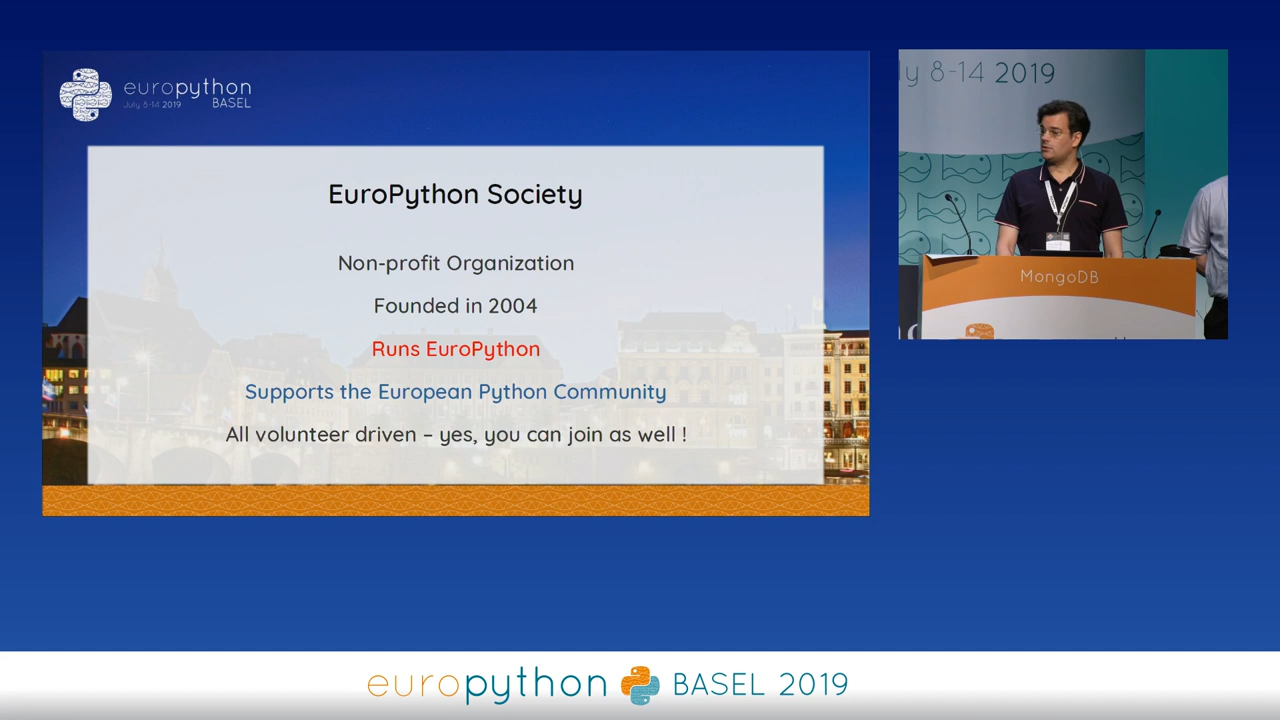 europython
July 8-14 2019 BASEL
EuroPython Society
Non-profit Organization
Founded in 2004
Runs EuroPython
Supports the European Python Community
All volunteer driven – yes, you can join as well !
ly 8-14 2019
MongoDB
europython BASEL 2019